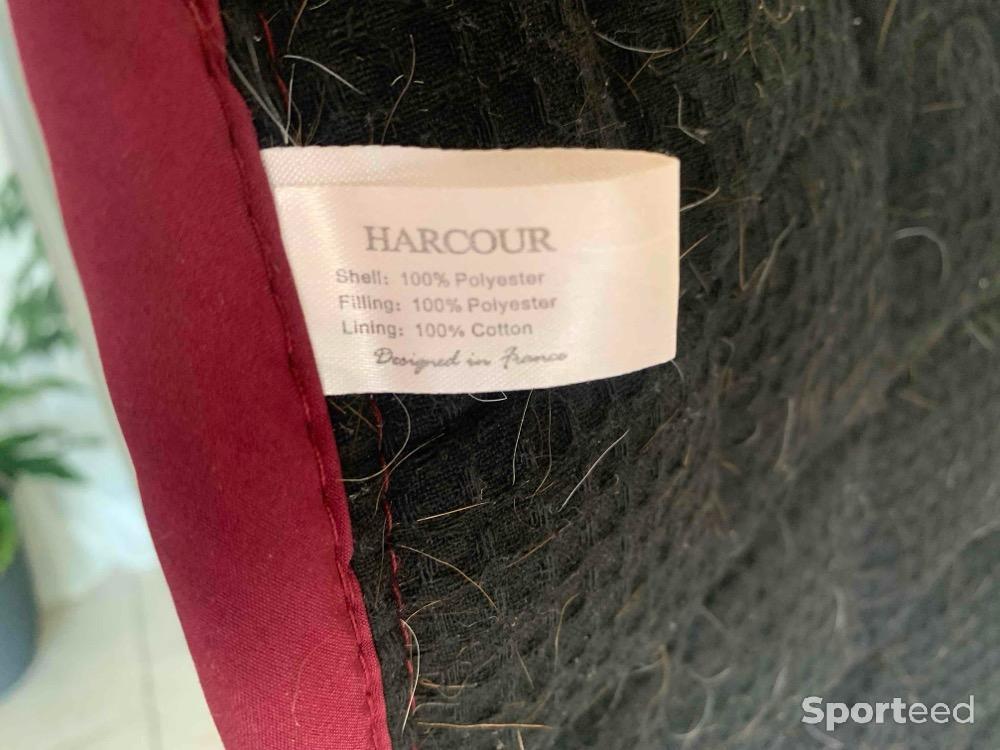 HARCOUR
Shell: 100% Polyester
Filling: 100% Polyester
Lining: 100% Cotton
Designed in France
Sporteed